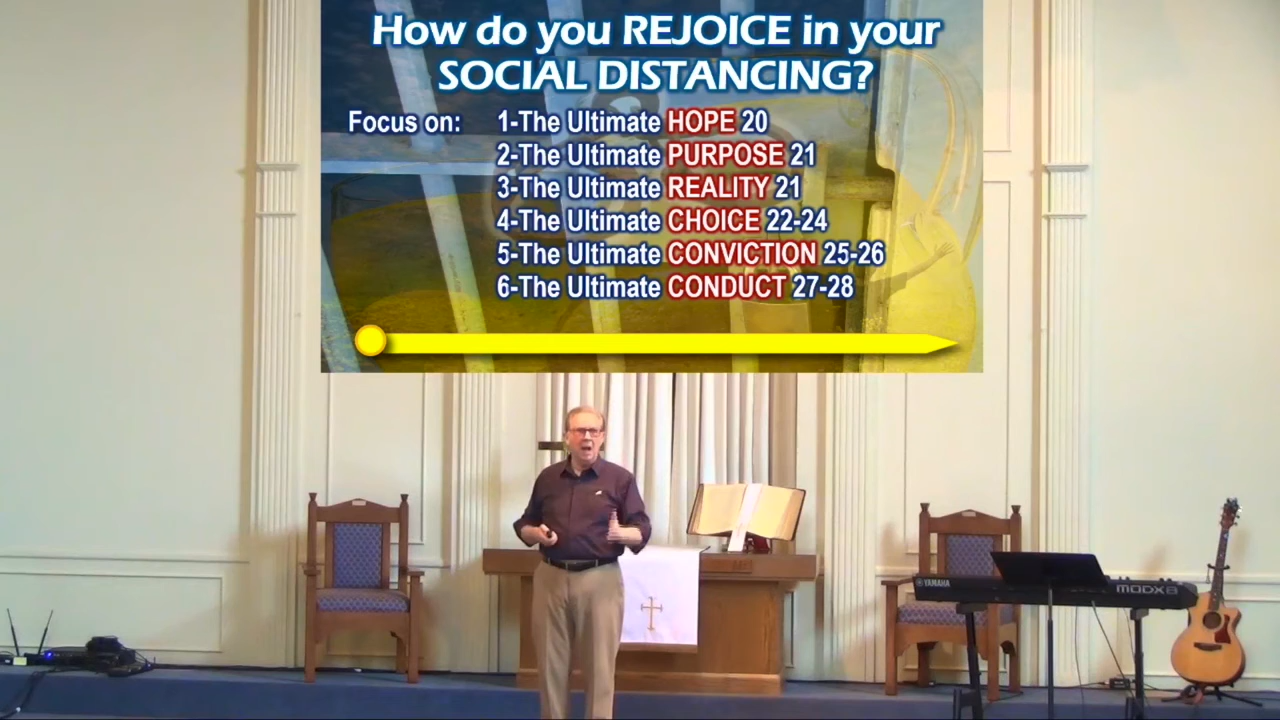 How do you REJOICE in your
SOCIAL DISTANCING?
Focus on: 1-The Ultimate HOPE 20
2-The Ultimate PURPOSE 21
3-The Ultimate REALITY 21
4-The Ultimate CHOICE 22-24
5-The Ultimate CONVICTION 25-26
6-The Ultimate CONDUCT 27-28
YAMAHA
MODX8